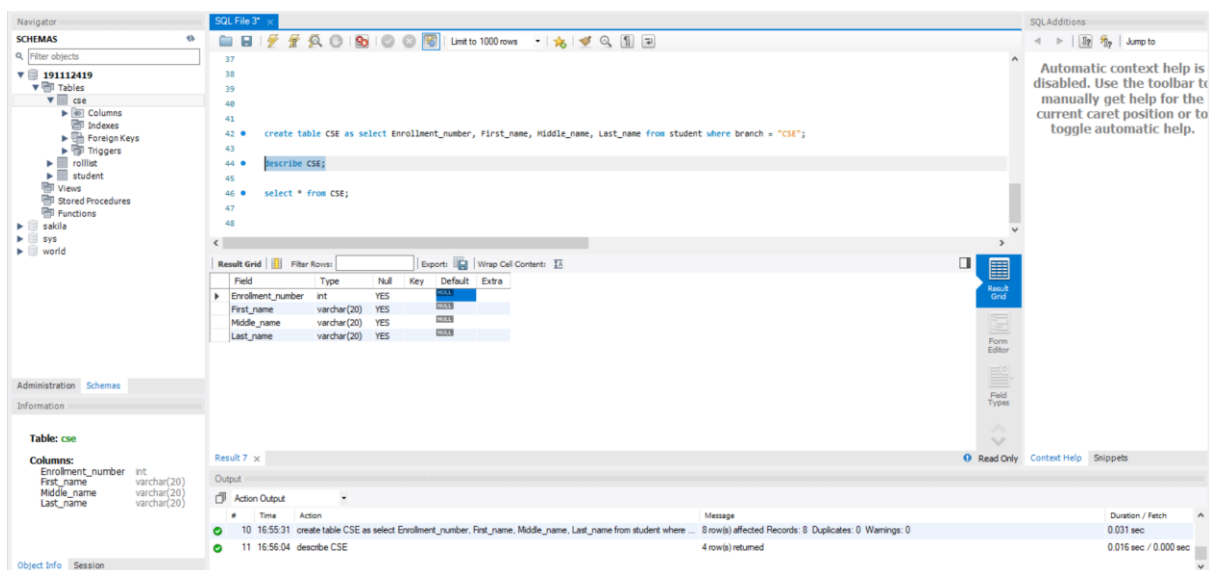 Navigator
SCHEMAS
Filter objects
191112419
Tables
cse
Columns
Indexes
Foreign Keys
Triggers
rolllist
student
Views
Stored Procedures
Functions
sakila
sys
world
Administration Schemas
Information
Table: cse
Columns:
Enrollment_number int
First_name varchar(20)
Middle_name varchar(20)
Last_name varchar(20)
Object Info Session
SQL File 3*
Limit to 1000 rows
37
38
39
40
41
42 create table CSE as select Enrollment_number, First_name, Middle_name, Last_name from student where branch = "CSE";
43
44 describe CSE;
45
46 select * from CSE;
47
48
Result Grid Filter Rows: Export: Wrap Cell Content:
Field Type Null Key Default Extra
Enrollment_number int YES NULL
First_name varchar(20) YES NULL
Middle_name varchar(20) YES NULL
Last_name varchar(20) YES NULL
Result
Grid
Form
Editor
Field
Types
Result 7
Read Only
Output
Action Output
# Time Action Message Duration / Fetch
10 16:55:31 create table CSE as select Enrollment_number, First_name, Middle_name, Last_name from student where ... 8 row(s) affected Records: 8 Duplicates: 0 Warnings: 0 0.031 sec
11 16:56:04 describe CSE 4 row(s) returned 0.016 sec / 0.000 sec
SQLAdditions
Jump to
Automatic context help is
disabled. Use the toolbar to
manually get help for the
current caret position or to
toggle automatic help.
Context Help Snippets